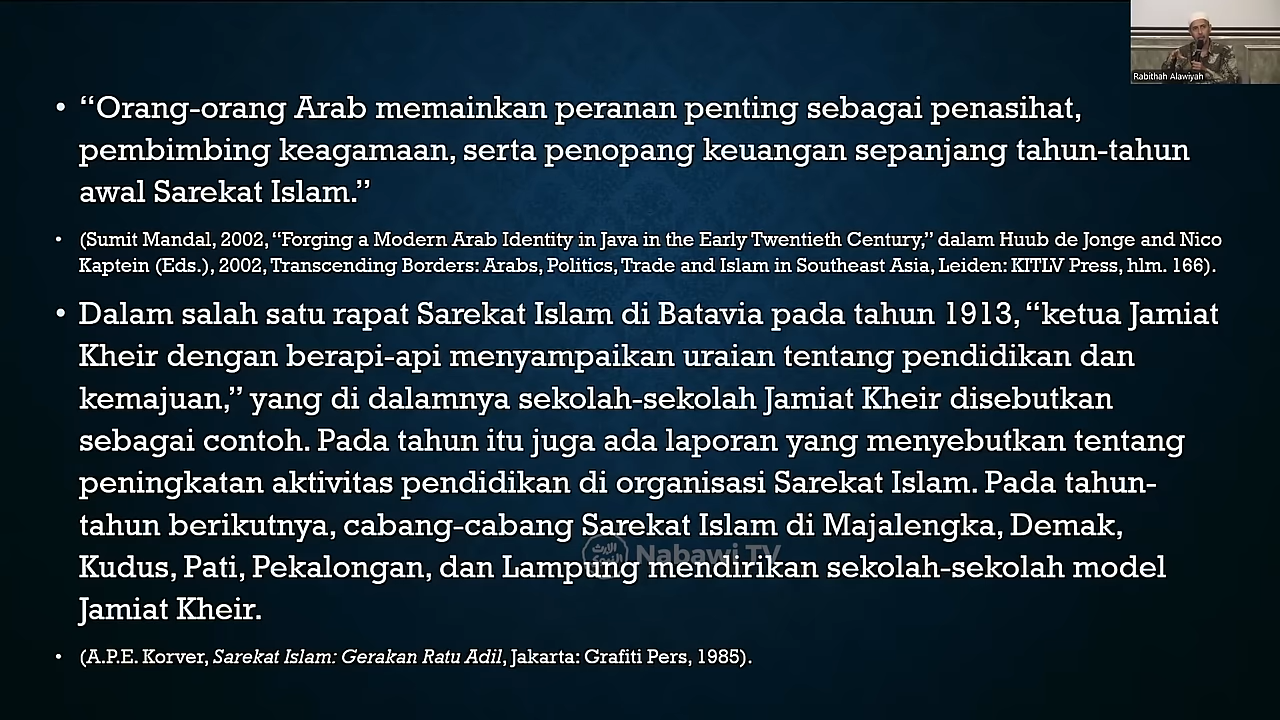 Rabithah Alawiyah
• “Orang-orang Arab memainkan peranan penting sebagai penasihat,
pembimbing keagamaan, serta penopang keuangan sepanjang tahun-tahun
awal Sarekat Islam.”
• (Sumit Mandal, 2002, “Forging a Modern Arab Identity in Java in the Early Twentieth Century,” dalam Huub de Jonge and Nico
Kaptein (Eds.), 2002, Transcending Borders: Arabs, Politics, Trade and Islam in Southeast Asia, Leiden: KITLV Press, hlm. 166).
• Dalam salah satu rapat Sarekat Islam di Batavia pada tahun 1913, “ketua Jamiat
Kheir dengan berapi-api menyampaikan uraian tentang pendidikan dan
kemajuan,” yang di dalamnya sekolah-sekolah Jamiat Kheir disebutkan
sebagai contoh. Pada tahun itu juga ada laporan yang menyebutkan tentang
peningkatan aktivitas pendidikan di organisasi Sarekat Islam. Pada tahun-
tahun berikutnya, cabang-cabang Sarekat Islam di Majalengka, Demak,
Nabawi TV
Kudus, Pati, Pekalongan, dan Lampung mendirikan sekolah-sekolah model
Jamiat Kheir.
• (A.P.E. Korver, Sarekat Islam: Gerakan Ratu Adil, Jakarta: Grafiti Pers, 1985).